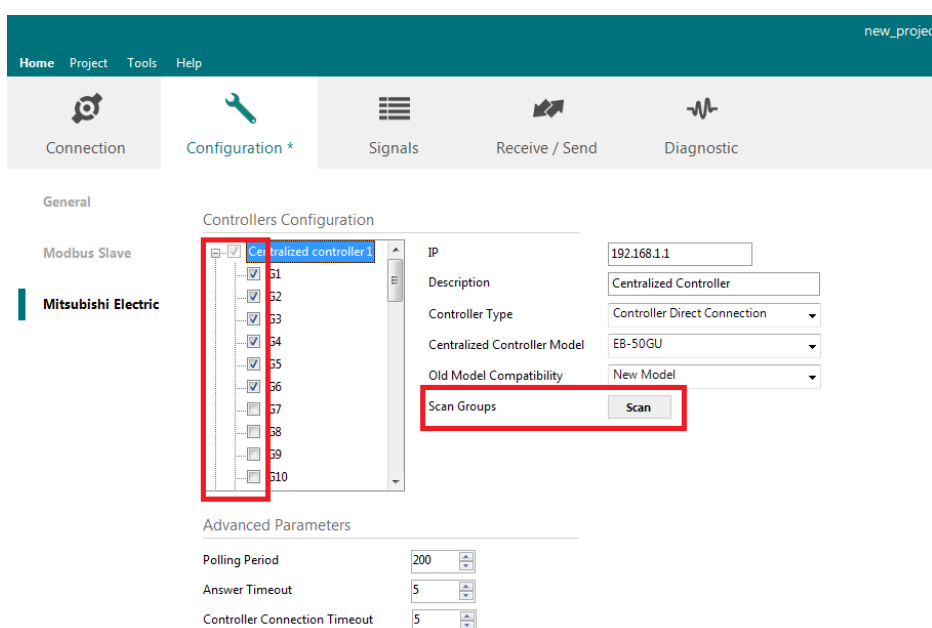 new_projec
Home Project Tools Help
Connection Configuration * Signals Receive / Send Diagnostic
General
Modbus Slave
Mitsubishi Electric
Controllers Configuration
Centralized controller 1
G1
G2
G3
G4
G5
G6
G7
G8
G9
G10
IP 192.168.1.1
Description Centralized Controller
Controller Type Controller Direct Connection
Centralized Controller Model EB-50GU
Old Model Compatibility New Model
Scan Groups Scan
Advanced Parameters
Polling Period 200
Answer Timeout 5
Controller Connection Timeout 5